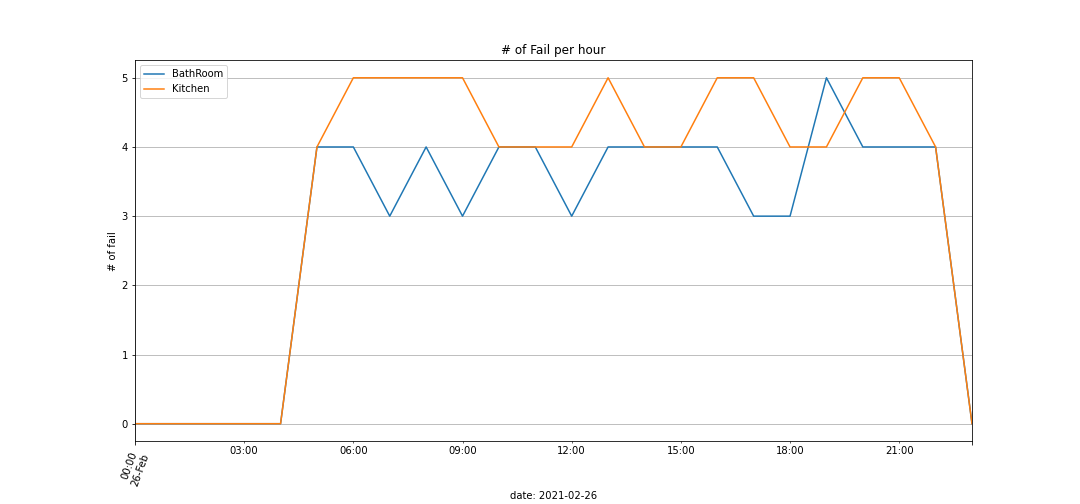 # of Fail per hour
BathRoom
Kitchen
# of fail
5
4
3
2
1
0
00:00
26-Feb
03:00
06:00
09:00
12:00
15:00
18:00
21:00
date: 2021-02-26